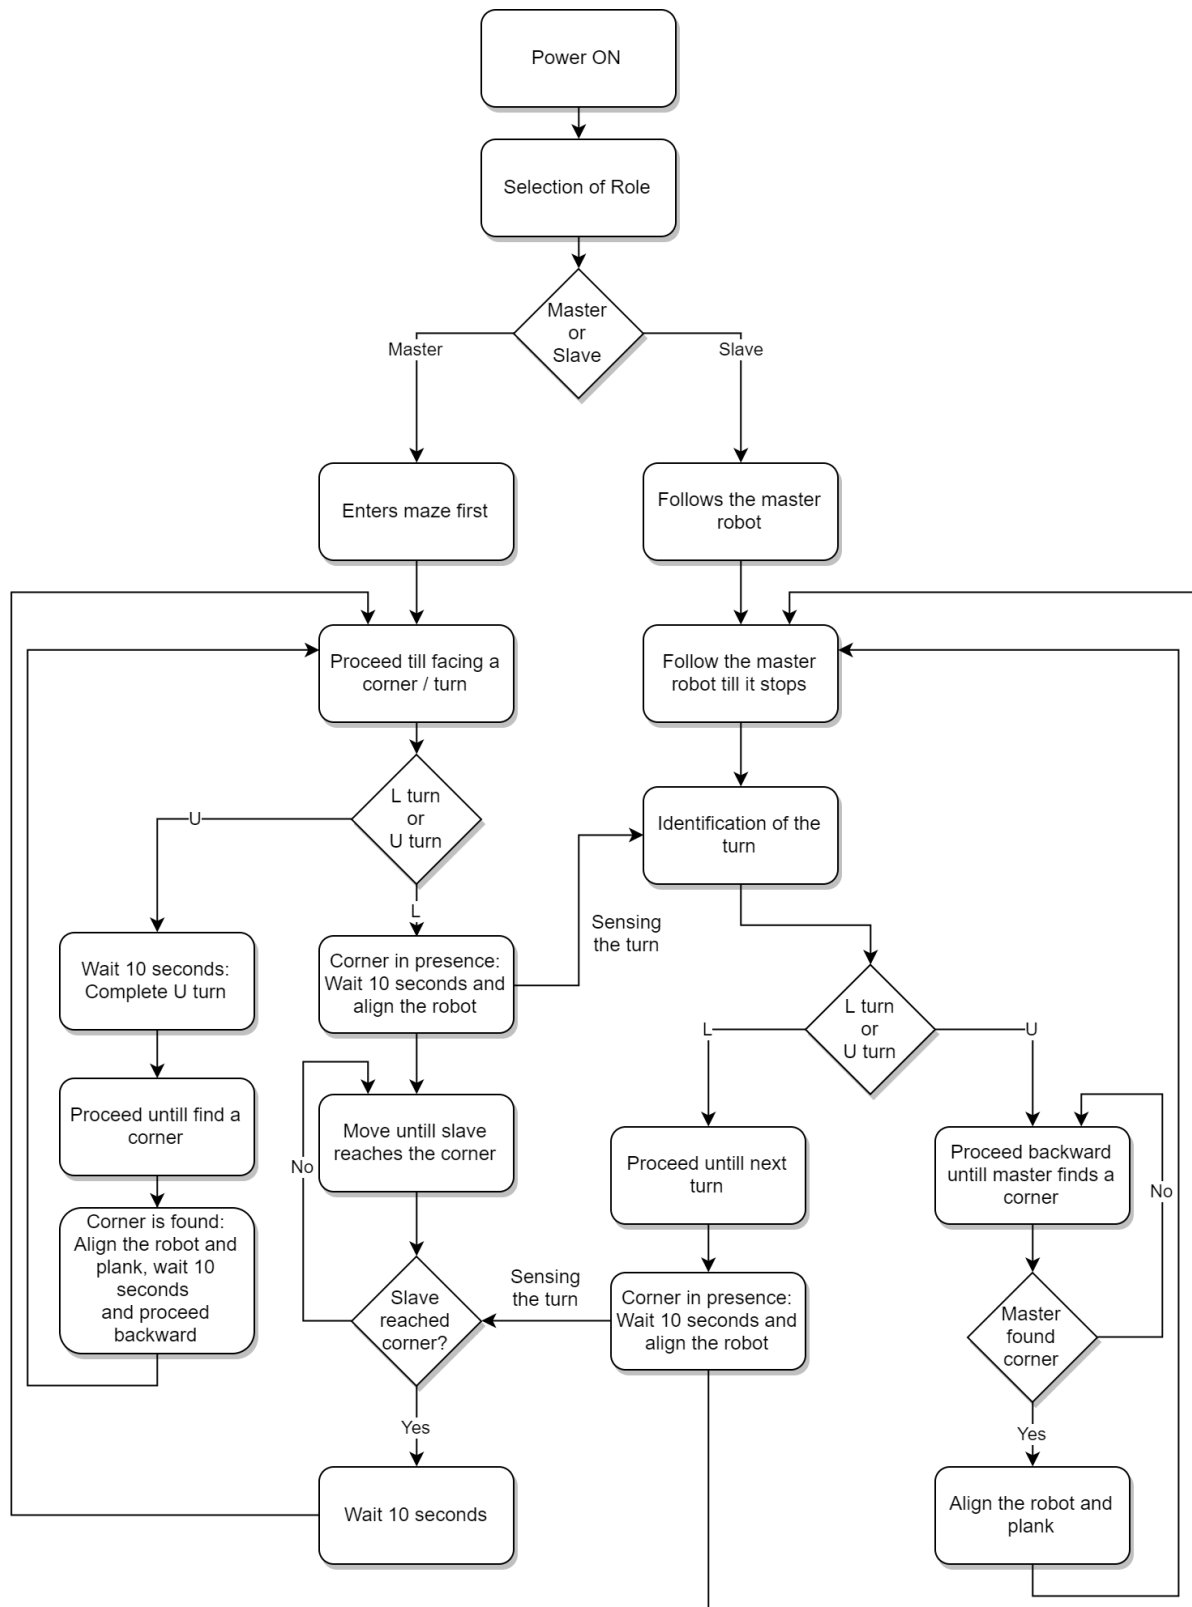 Power ON
Selection of Role
Master
or
Slave
Master
Slave
Enters maze first
Follows the master
robot
Proceed till facing a
corner / turn
Follow the master
robot till it stops
L turn
or
U turn
U
L
Identification of the
turn
Sensing
the turn
Wait 10 seconds:
Complete U turn
Corner in presence:
Wait 10 seconds and
align the robot
L turn
or
U turn
L
U
Proceed untill find a
corner
Move untill slave
reaches the corner
No
Proceed untill next
turn
Proceed backward
untill master finds a
corner
No
Corner is found:
Align the robot and
plank, wait 10
seconds
and proceed
backward
Slave
reached
corner?
Sensing
the turn
Corner in presence:
Wait 10 seconds and
align the robot
Master
found
corner
Yes
Yes
Wait 10 seconds
Align the robot and
plank